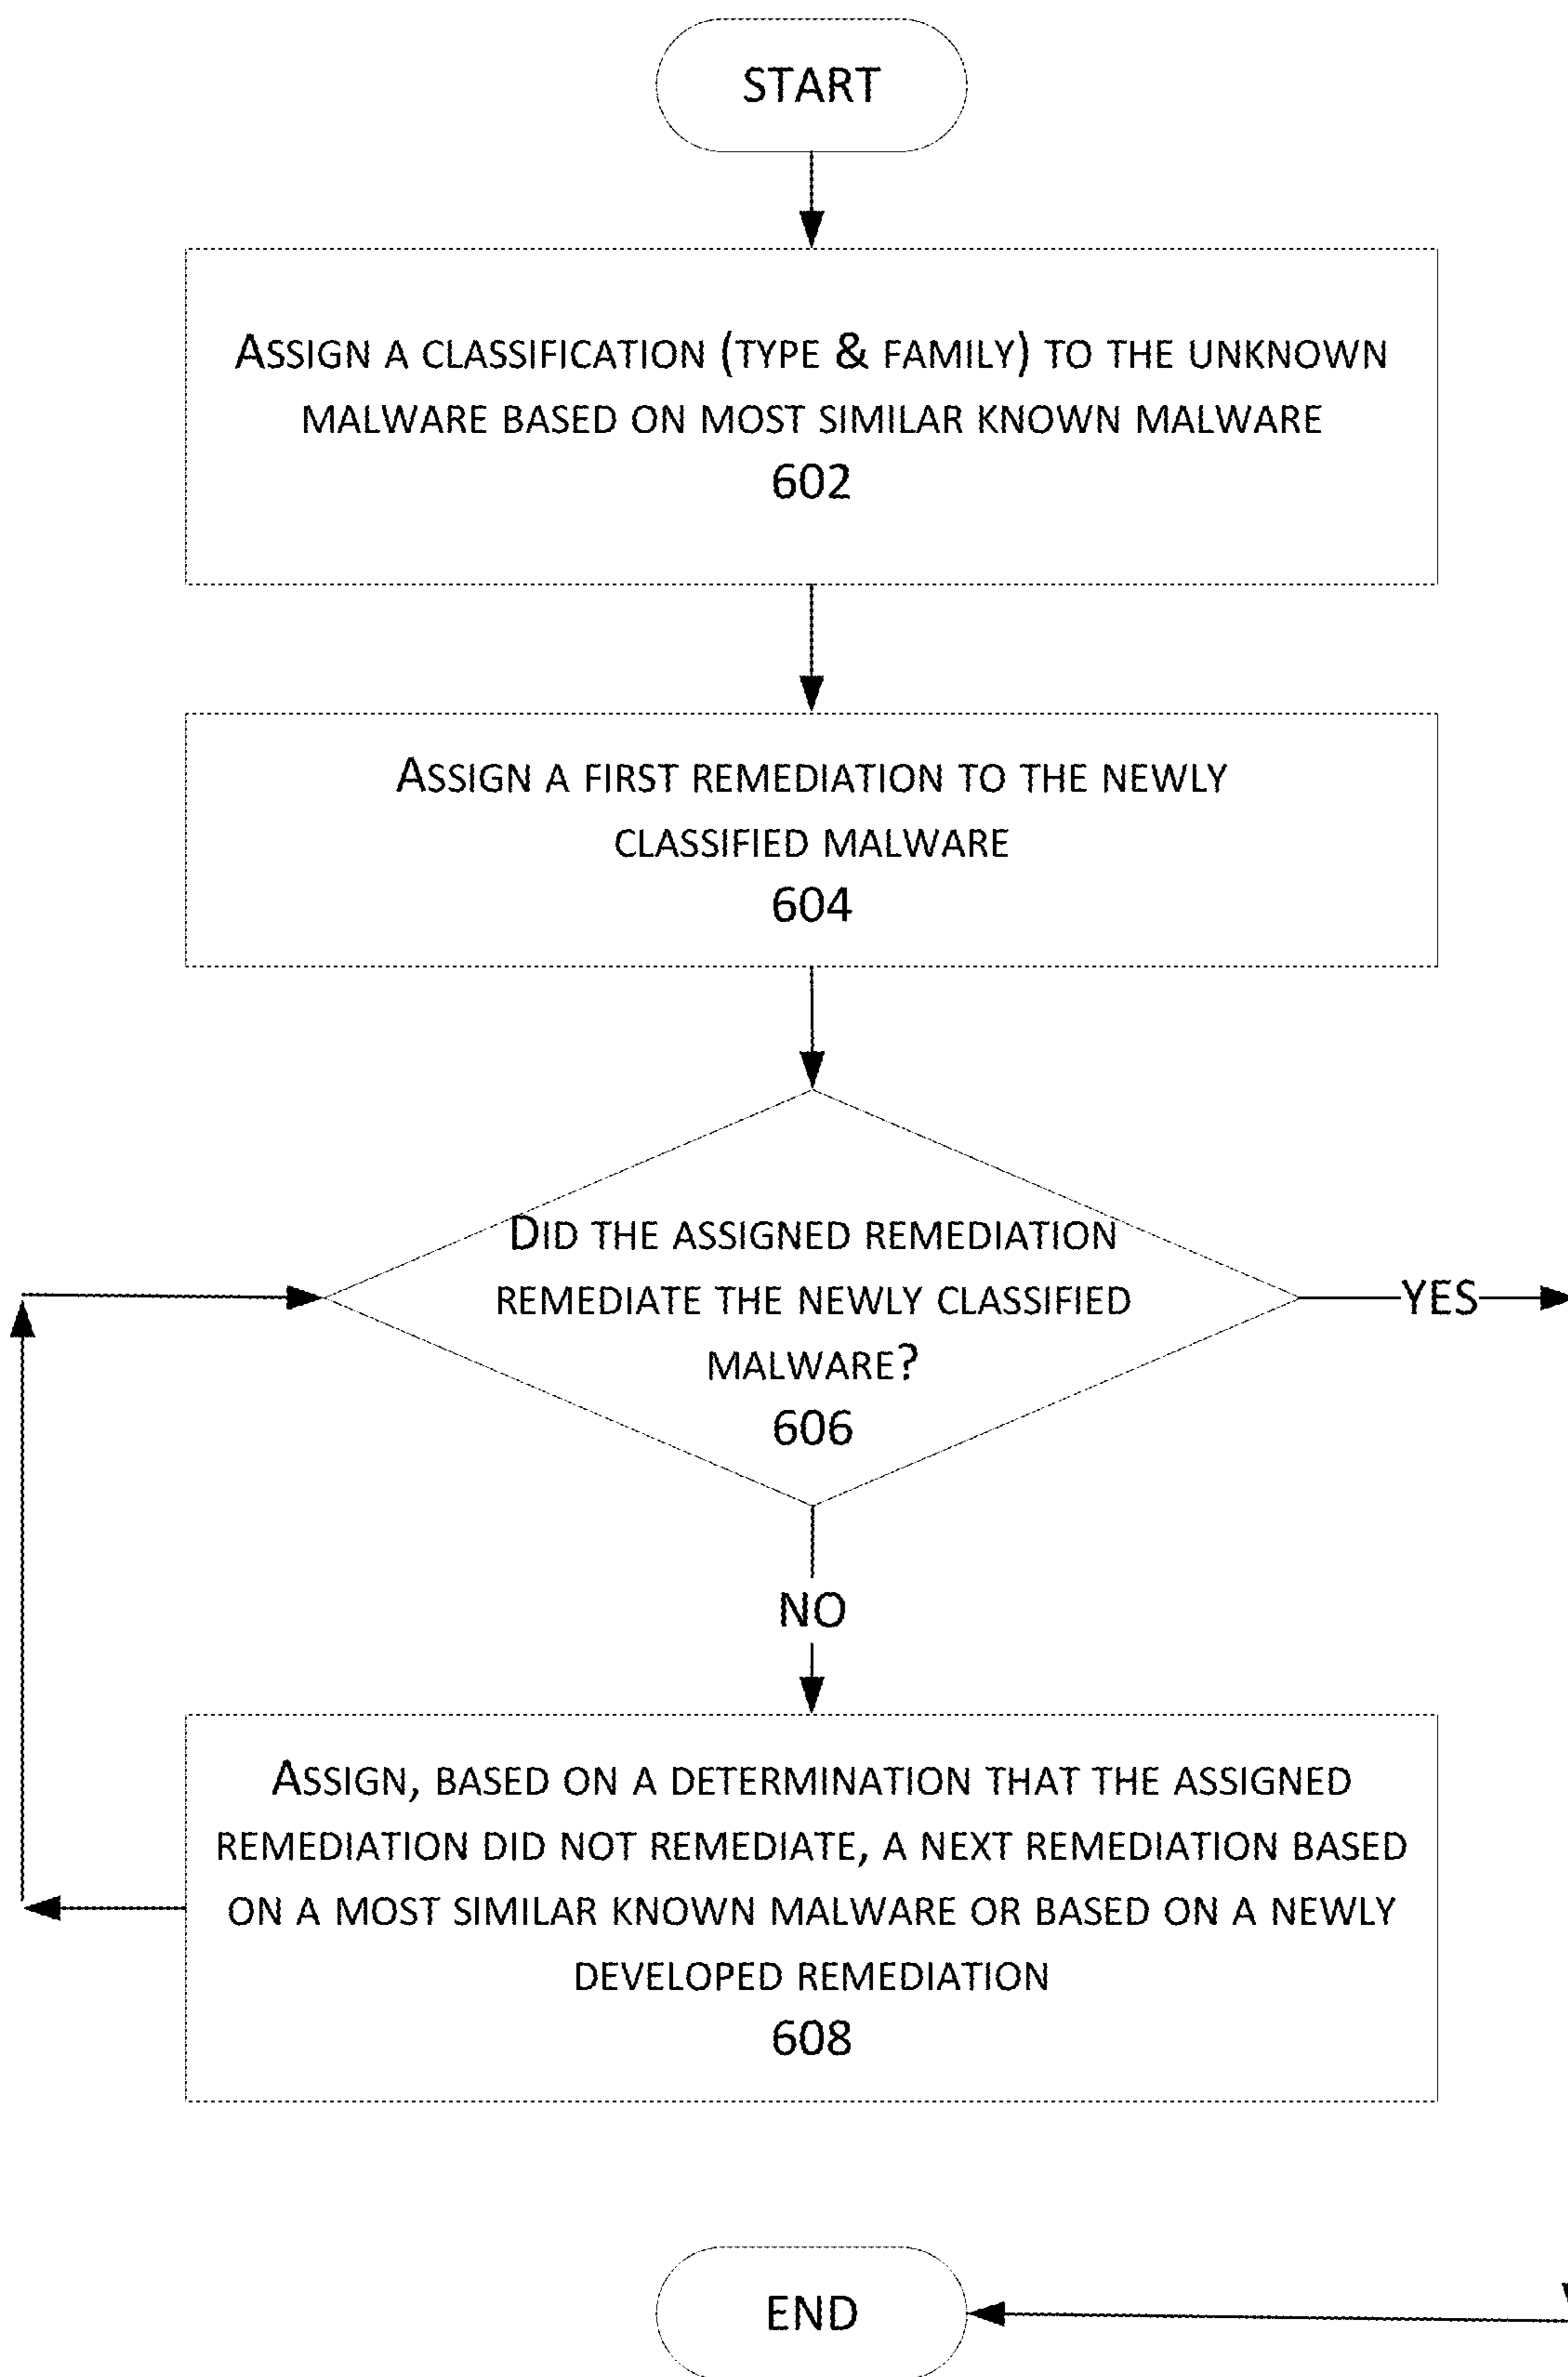 START
ASSIGN A CLASSIFICATION (TYPE & FAMILY) TO THE UNKNOWN
MALWARE BASED ON MOST SIMILAR KNOWN MALWARE
602
ASSIGN A FIRST REMEDIATION TO THE NEWLY
CLASSIFIED MALWARE
604
DID THE ASSIGNED REMEDIATION
REMEDIATE THE NEWLY CLASSIFIED
MALWARE?
606
YES
NO
ASSIGN, BASED ON A DETERMINATION THAT THE ASSIGNED
REMEDIATION DID NOT REMEDIATE, A NEXT REMEDIATION BASED
ON A MOST SIMILAR KNOWN MALWARE OR BASED ON A NEWLY
DEVELOPED REMEDIATION
608
END